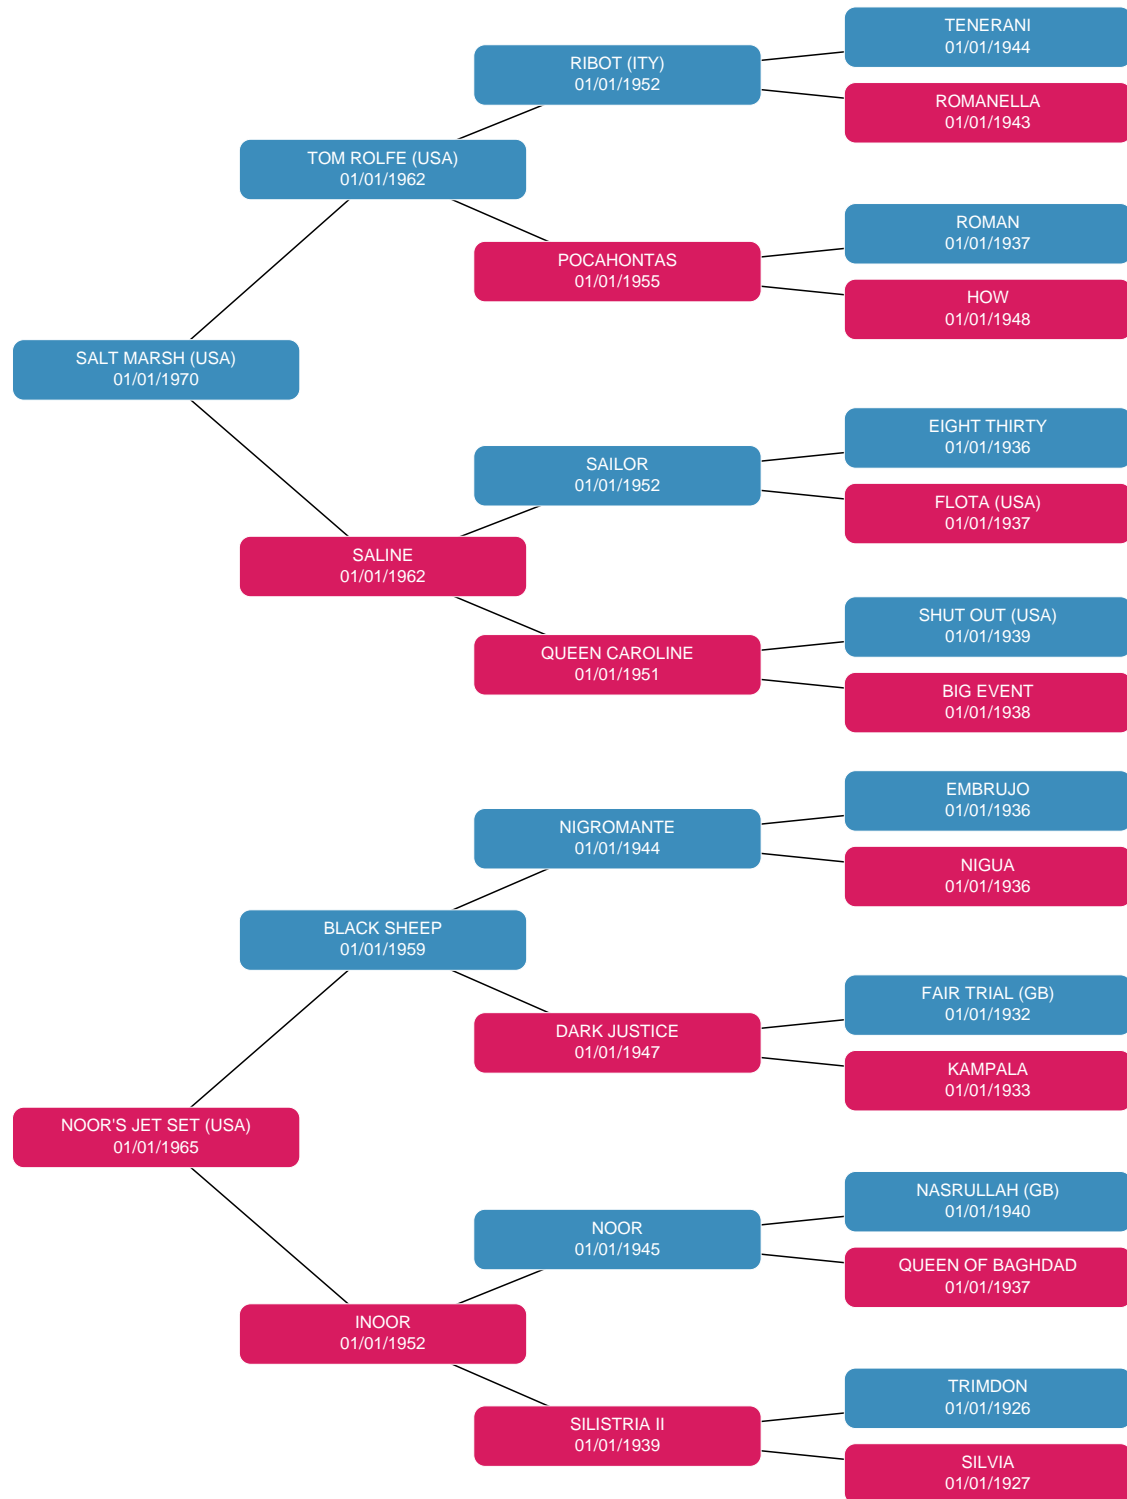 TENERANI
01/01/1944
RIBOT (ITY)
01/01/1952
ROMANELLA
01/01/1943
TOM ROLFE (USA)
01/01/1962
ROMAN
01/01/1937
POCAHONTAS
01/01/1955
HOW
01/01/1948
SALT MARSH (USA)
01/01/1970
EIGHT THIRTY
01/01/1936
SAILOR
01/01/1952
FLOTA (USA)
01/01/1937
SALINE
01/01/1962
SHUT OUT (USA)
01/01/1939
QUEEN CAROLINE
01/01/1951
BIG EVENT
01/01/1938
EMBRUJO
01/01/1936
NIGROMANTE
01/01/1944
NIGUA
01/01/1936
BLACK SHEEP
01/01/1959
FAIR TRIAL (GB)
01/01/1932
DARK JUSTICE
01/01/1947
KAMPALA
01/01/1933
NOOR'S JET SET (USA)
01/01/1965
NASRULLAH (GB)
01/01/1940
NOOR
01/01/1945
QUEEN OF BAGHDAD
01/01/1937
INOOR
01/01/1952
TRIMDON
01/01/1926
SILISTRIA II
01/01/1939
SILVIA
01/01/1927